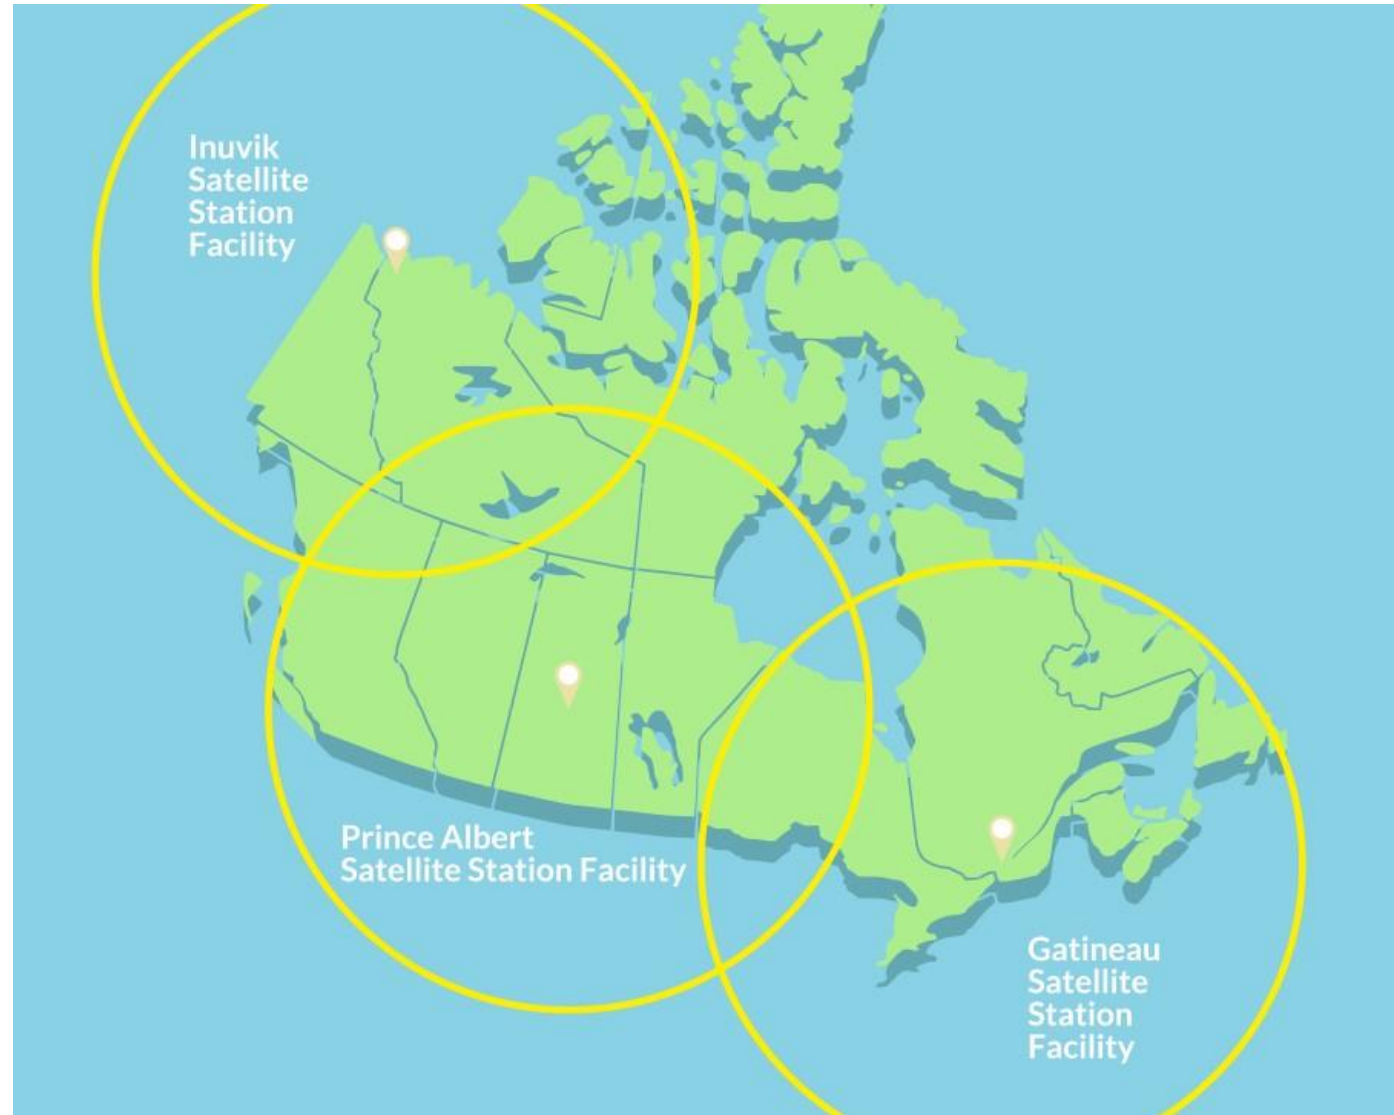 Inuvik
Satellite
Station
Facility
Prince Albert
Satellite Station Facility
Gatineau
Satellite
Station
Facility